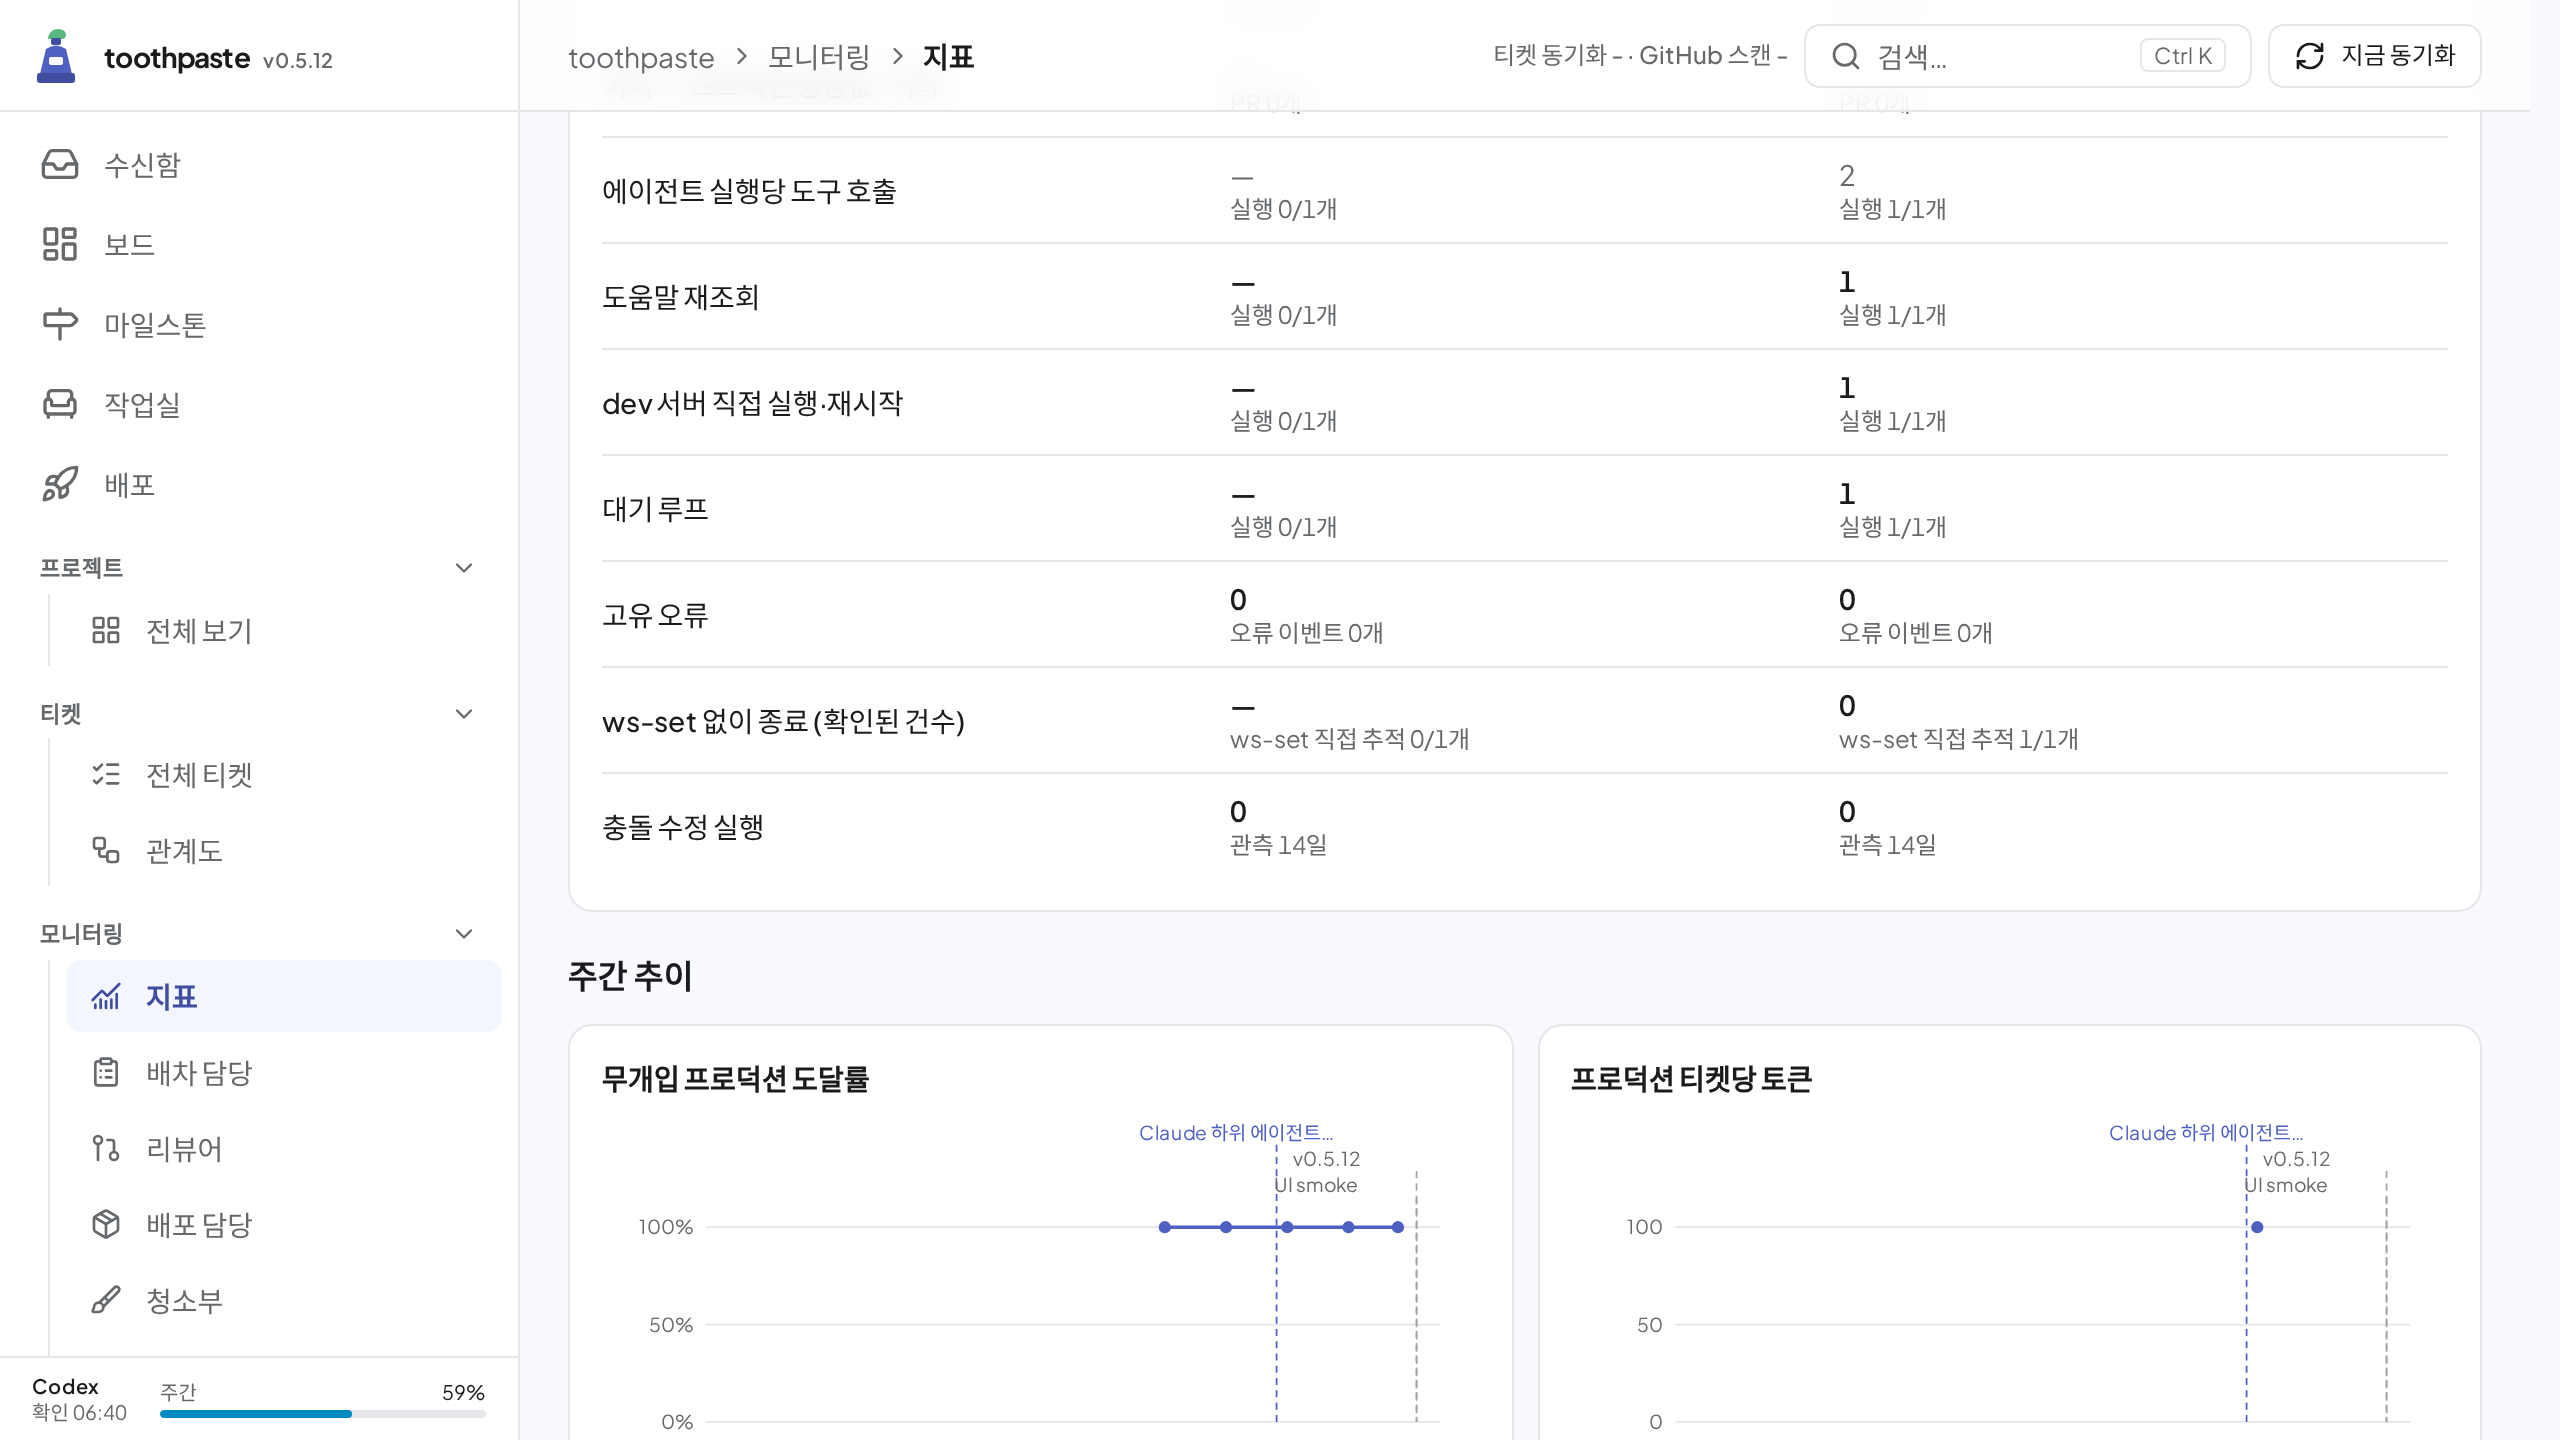 toothpaste v0.5.12
toothpaste > 모니터링 > 지표
티켓 동기화 - · GitHub 스캔 -
검색...
Ctrl K
지금 동기화
수신함
보드
마일스톤
작업실
배포
프로젝트
전체 보기
티켓
전체 티켓
관계도
모니터링
지표
배차 담당
리뷰어
배포 담당
청소부
Codex
확인 06:40
주간
59%
PR 0개
PR 0개
에이전트 실행당 도구 호출
—
실행 0/1개
2
실행 1/1개
도움말 재조회
—
실행 0/1개
1
실행 1/1개
dev 서버 직접 실행·재시작
—
실행 0/1개
1
실행 1/1개
대기 루프
—
실행 0/1개
1
실행 1/1개
고유 오류
0
오류 이벤트 0개
0
오류 이벤트 0개
ws-set 없이 종료 (확인된 건수)
—
ws-set 직접 추적 0/1개
0
ws-set 직접 추적 1/1개
충돌 수정 실행
0
관측 14일
0
관측 14일
주간 추이
무개입 프로덕션 도달률
Claude 하위 에이전트...
v0.5.12
UI smoke
100%
50%
0%
프로덕션 티켓당 토큰
Claude 하위 에이전트...
v0.5.12
UI smoke
100
50
0